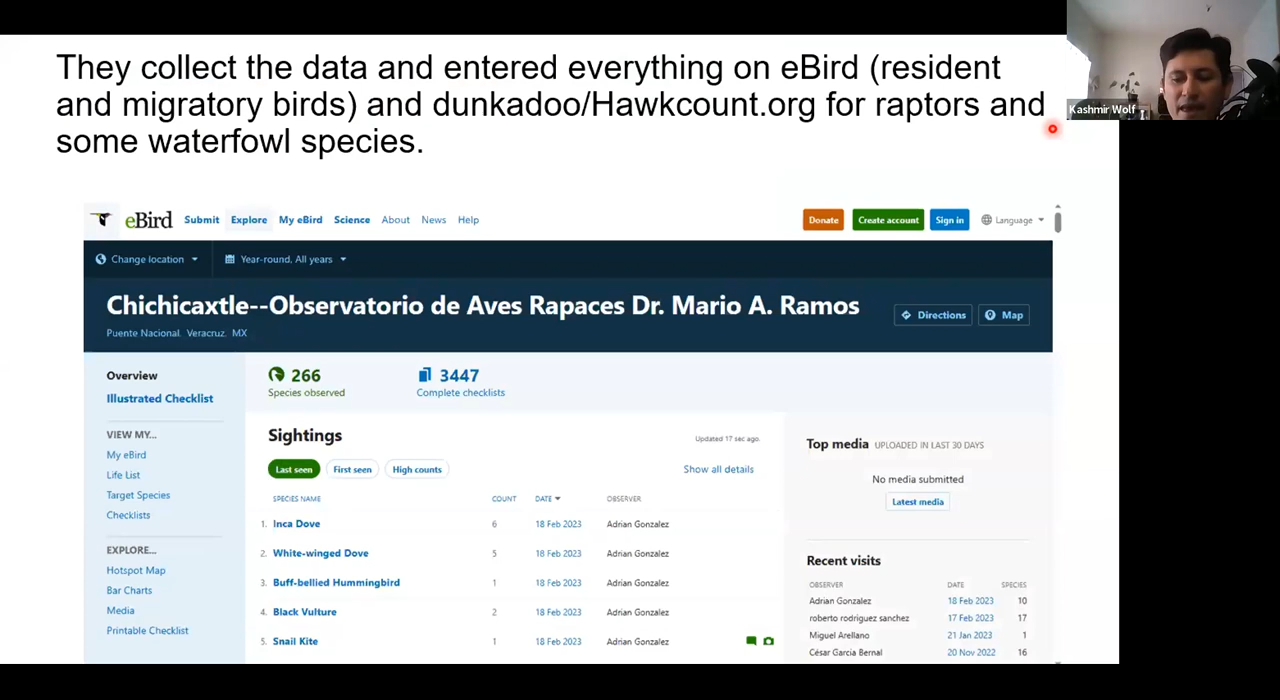 They collect the data and entered everything on eBird (resident
and migratory birds) and dunkadoo/Hawkcount.org for raptors and
some waterfowl species.
Kashmir Wolf
eBird Submit Explore My eBird Science About News Help Donate Create account Sign in Language
Change location Year-round, All years
Chichicaxtle--Observatorio de Aves Rapaces Dr. Mario A. Ramos
Directions Map
Puente Nacional, Veracruz, MX
Overview
Illustrated Checklist
VIEW MY...
My eBird
Life List
Target Species
Checklists
EXPLORE...
Hotspot Map
Bar Charts
Media
Printable Checklist
266 3447
Species observed Complete checklists
Sightings Updated 17 sec ago.
Last seen First seen High counts Show all details
SPECIES NAME COUNT DATE OBSERVER
1. Inca Dove 6 18 Feb 2023 Adrian Gonzalez
2. White-winged Dove 5 18 Feb 2023 Adrian Gonzalez
3. Buff-bellied Hummingbird 1 18 Feb 2023 Adrian Gonzalez
4. Black Vulture 2 18 Feb 2023 Adrian Gonzalez
5. Snail Kite 1 18 Feb 2023 Adrian Gonzalez
Top media UPLOADED IN LAST 30 DAYS
No media submitted
Latest media
Recent visits
OBSERVER DATE SPECIES
Adrian Gonzalez 18 Feb 2023 10
roberto rodriguez sanchez 17 Feb 2023 17
Miguel Arellano 21 Jan 2023 1
César García Bernal 20 Nov 2022 16